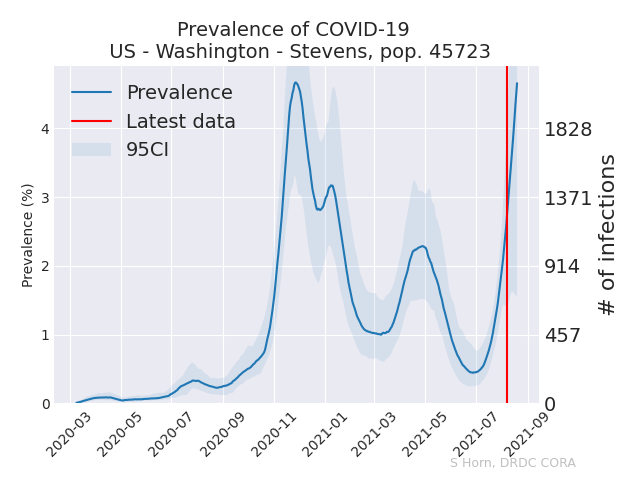 Prevalence of COVID-19
US - Washington - Stevens, pop. 45723
Prevalence
Latest data
95CI
Prevalence (%)
4
3
2
1
0
1828
1371
914
457
0
# of infections
2020-03
2020-05
2020-07
2020-09
2020-11
2021-01
2021-03
2021-05
2021-07
2021-09
S Horn, DRDC CORA